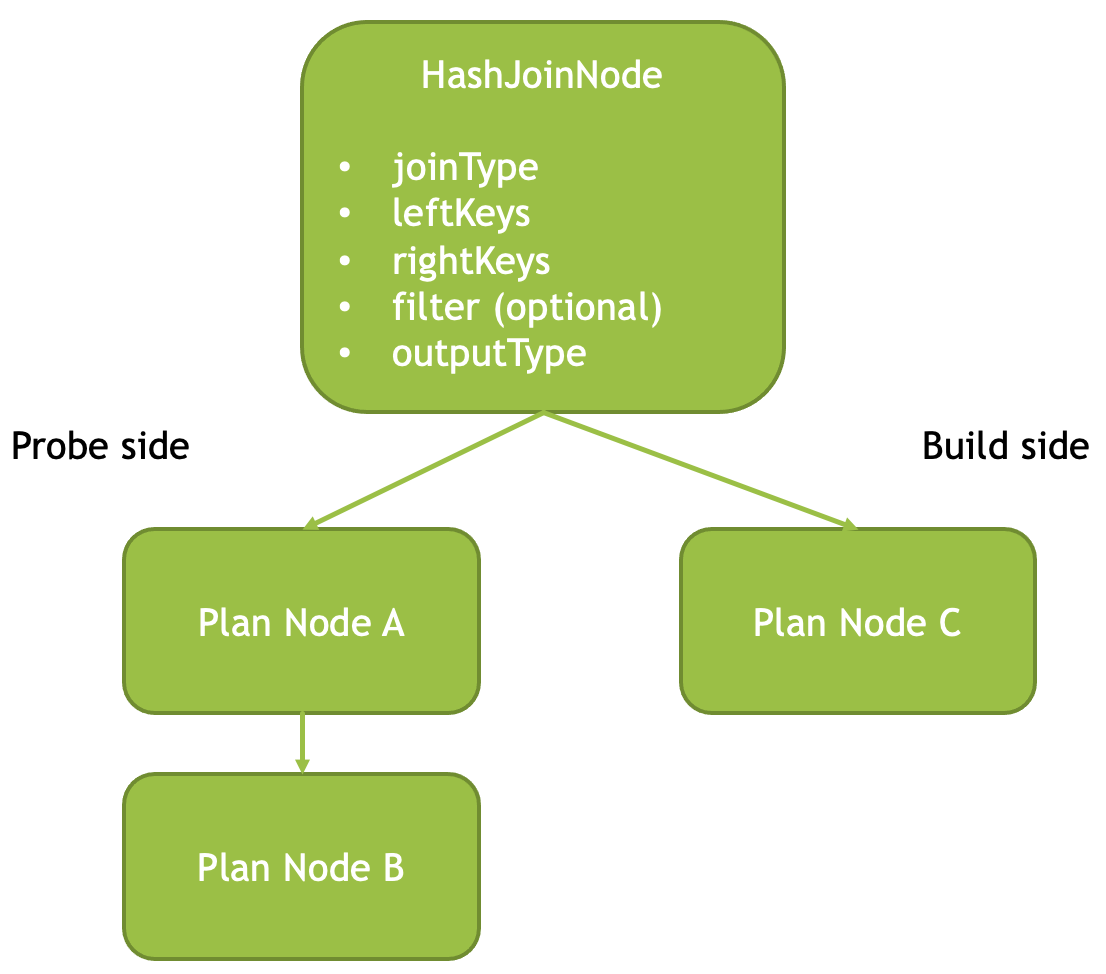 HashJoinNode
• joinType
• leftKeys
• rightKeys
• filter (optional)
• outputType
Probe side
Build side
Plan Node A
Plan Node C
Plan Node B